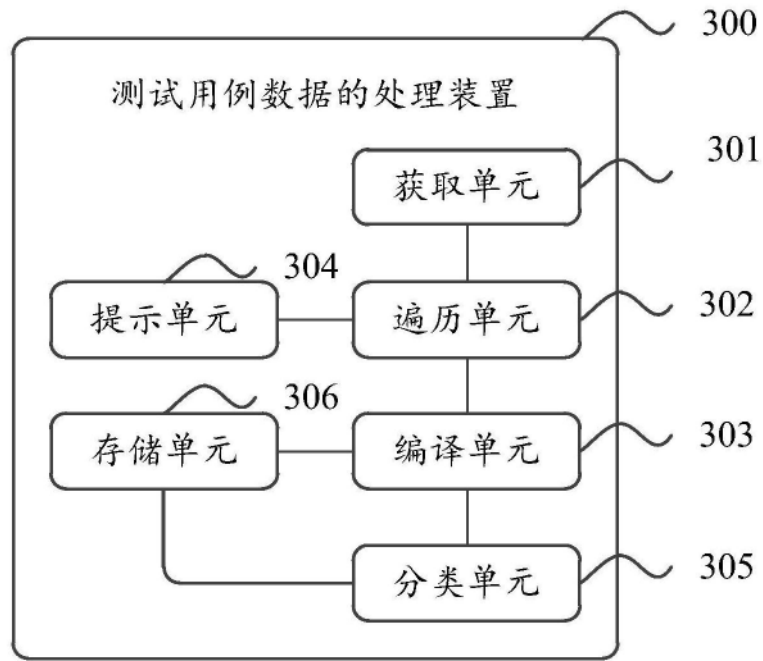 300
测试用例数据的处理装置
301
获取单元
304
302
提示单元
遍历单元
306
303
存储单元
编译单元
305
分类单元